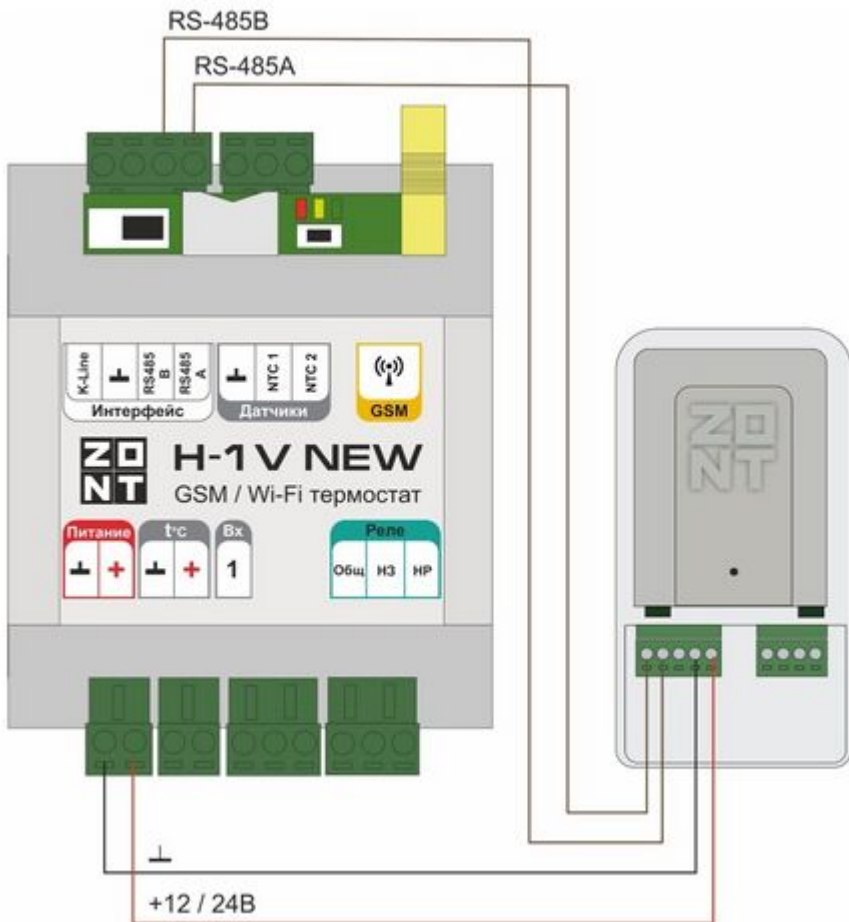 RS-485B
RS-485A
K-Line
RS485 B
RS485 A
NTC 1
NTC 2
Интерфейс
Датчики
GSM
ZO
NT
H-1V NEW
GSM / Wi-Fi термостат
ZO
NT
Питание
t°C
Вх
Реле
+
+
1
Общ
НЗ
НР
+12 / 24В